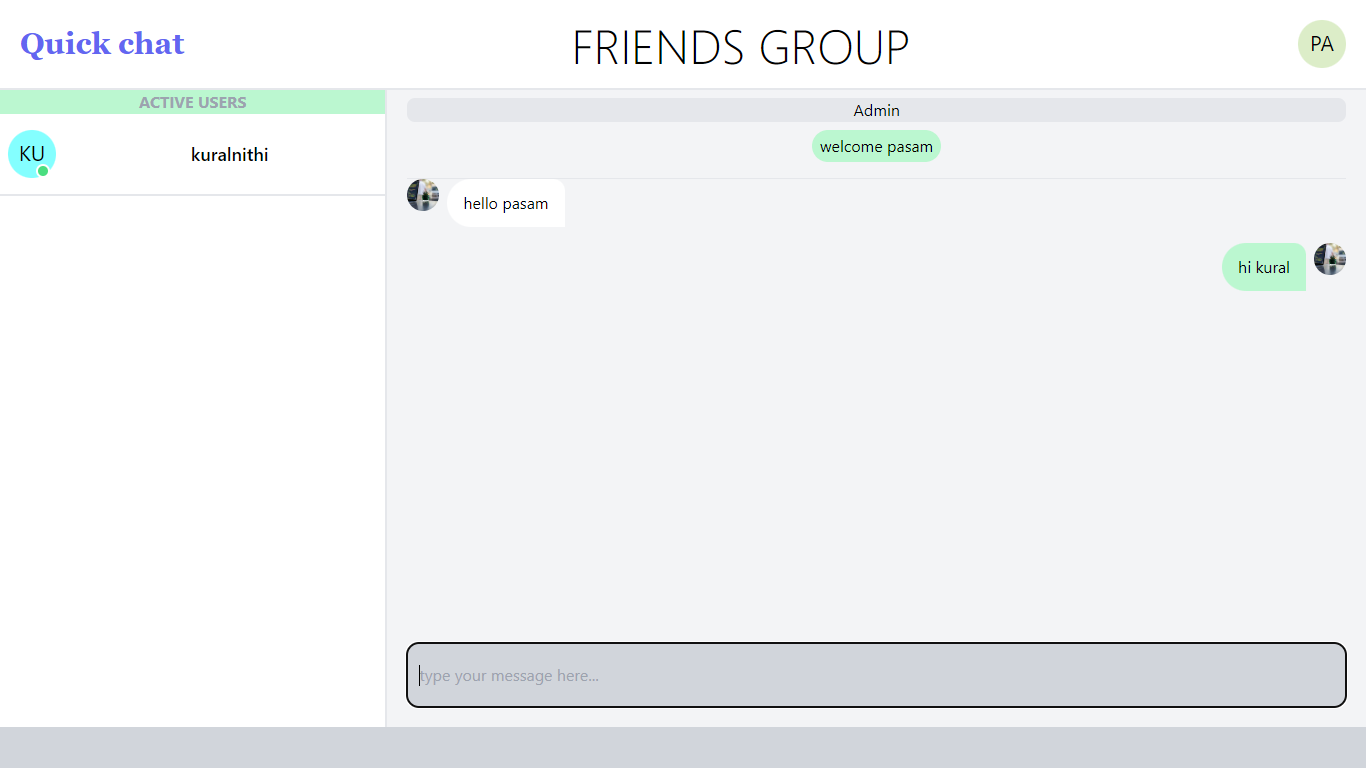 Quick chat
FRIENDS GROUP
PA
ACTIVE USERS
KU
kuralnithi
Admin
welcome pasam
hello pasam
hi kural
type your message here...